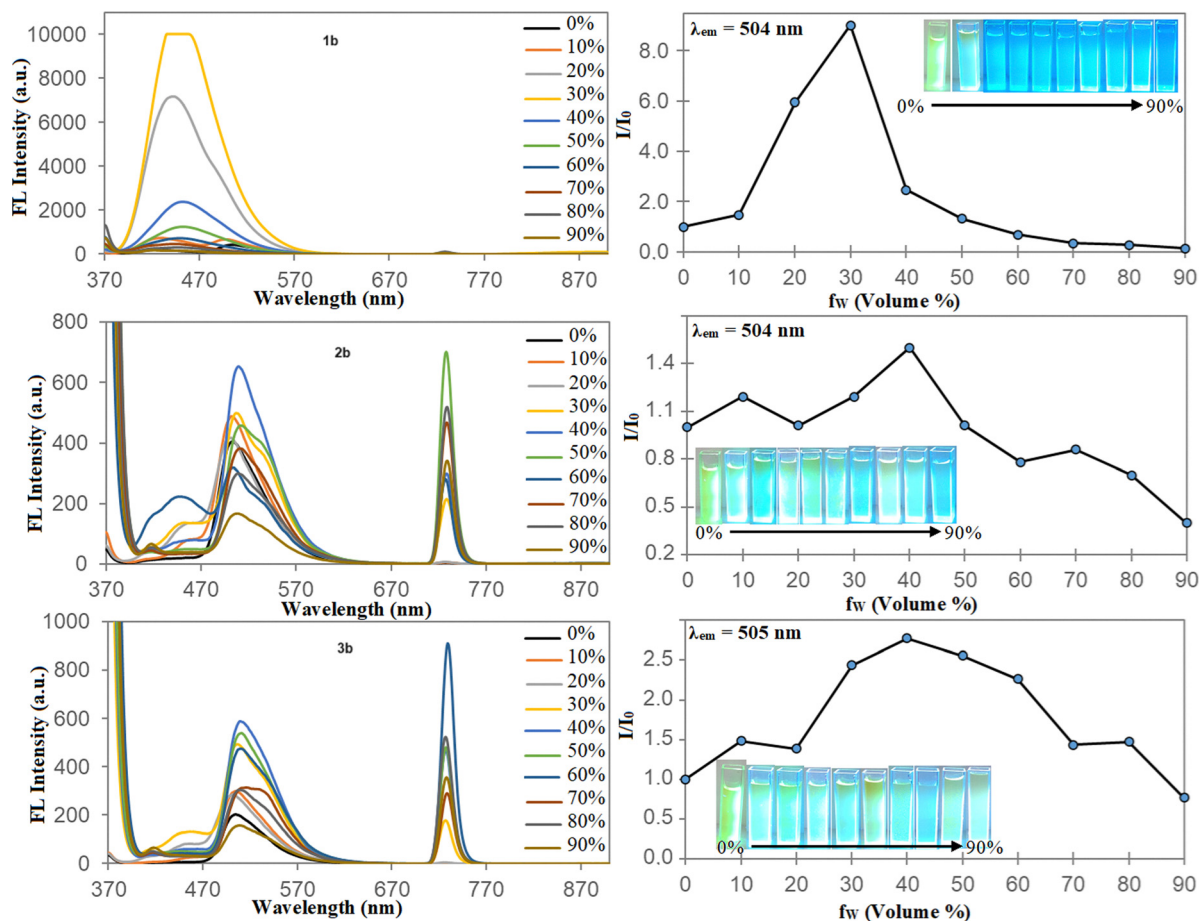 10000
8000
6000
4000
2000
0
FL Intensity (a.u.)
1b
0%
10%
20%
30%
40%
50%
60%
70%
80%
90%
370 470 570 670 770 870
Wavelength (nm)
λem = 504 nm
8.0
6.0
4.0
2.0
0.0
I/I0
0% 90%
0 10 20 30 40 50 60 70 80 90
fW (Volume %)
800
600
400
200
0
FL Intensity (a.u.)
2b
0%
10%
20%
30%
40%
50%
60%
70%
80%
90%
370 470 570 670 770 870
Wavelength (nm)
λem = 504 nm
1.4
1.1
0.8
0.5
0.2
I/I0
0% 90%
0 10 20 30 40 50 60 70 80 90
fW (Volume %)
1000
800
600
400
200
0
FL Intensity (a.u.)
3b
0%
10%
20%
30%
40%
50%
60%
70%
80%
90%
370 470 570 670 770 870
Wavelength (nm)
λem = 505 nm
2.5
2.0
1.5
1.0
0.5
0.0
I/I0
0% 90%
0 10 20 30 40 50 60 70 80 90
fW (Volume %)